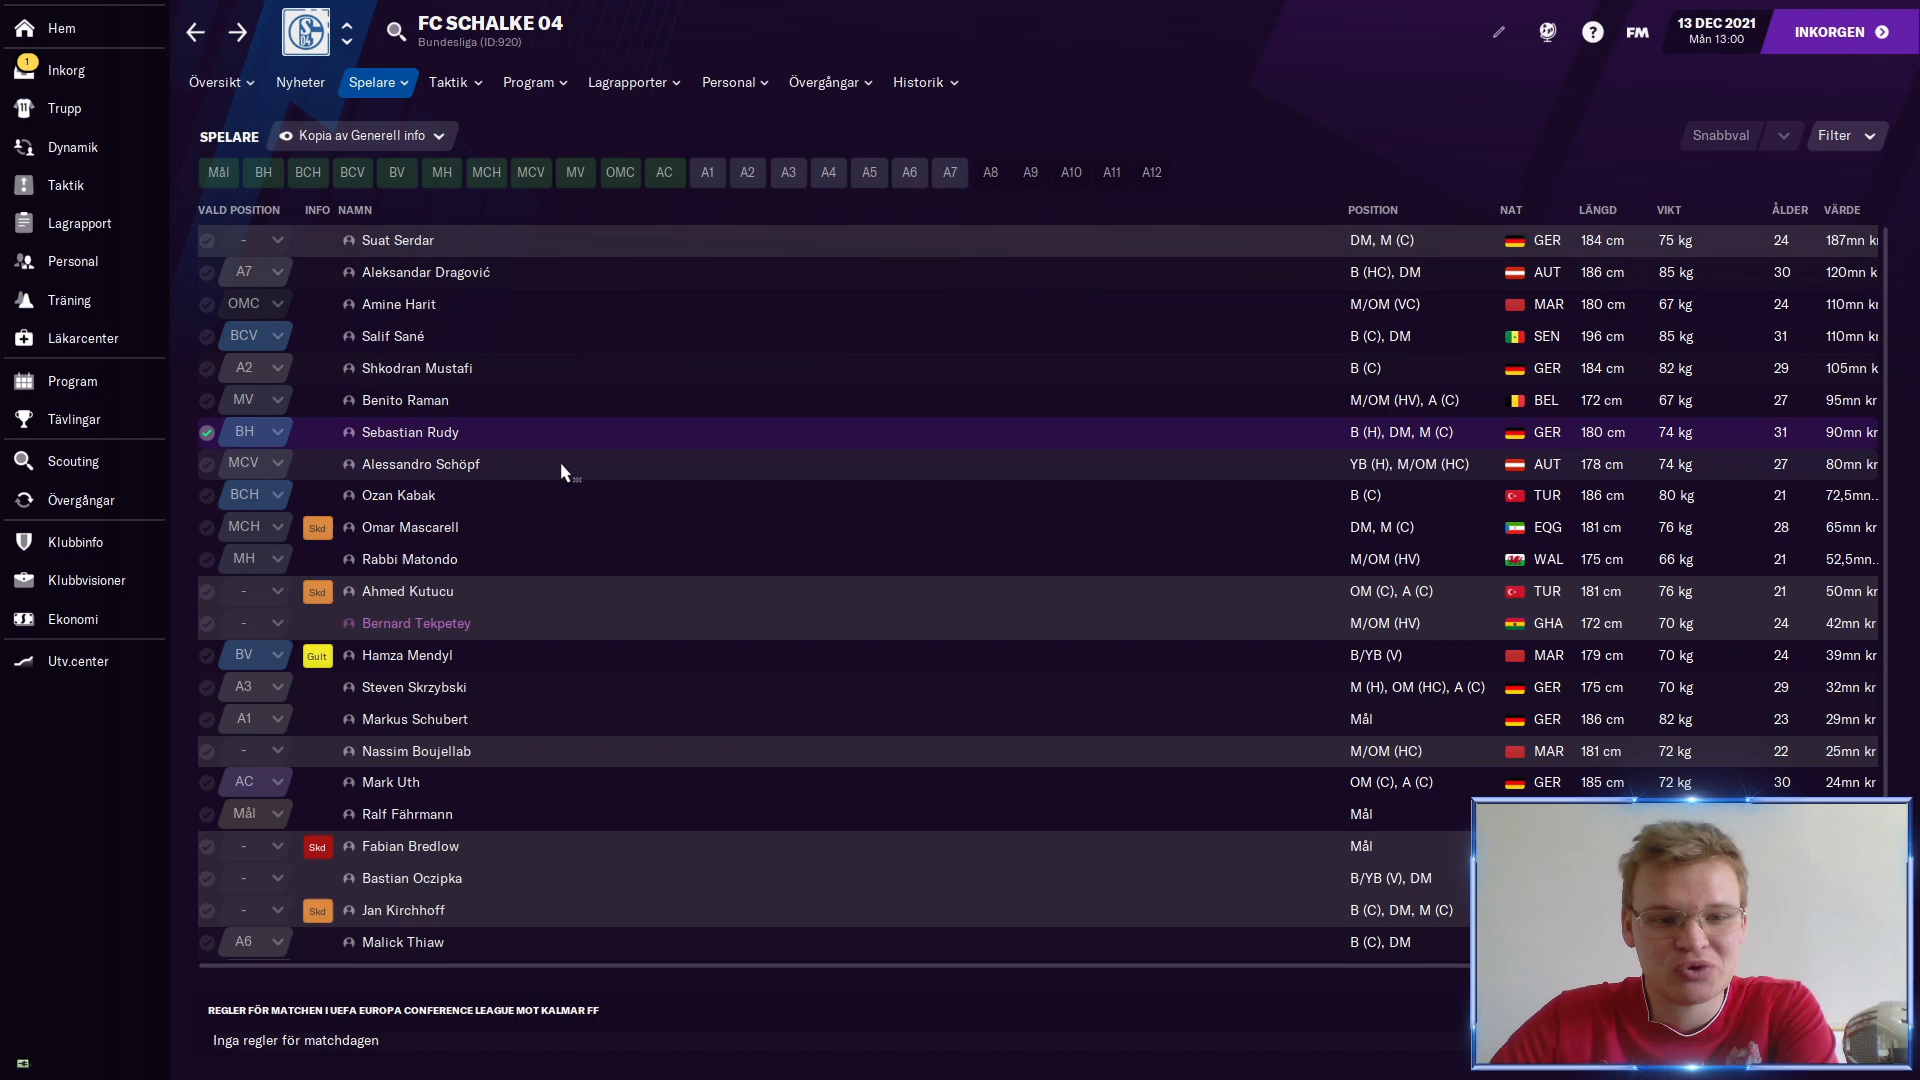 Hem
1
Inkorg
Trupp
Dynamik
Taktik
Lagrapport
Personal
Träning
Läkarcenter
Program
Tävlingar
Scouting
Övergångar
Klubbinfo
Klubbvisioner
Ekonomi
Utv.center
FC SCHALKE 04
Bundesliga (ID:920)
FM
13 DEC 2021
Mån 13:00
INKORGEN
Översikt Nyheter Spelare Taktik Program Lagrapporter Personal Övergångar Historik
SPELARE Kopia av Generell info Snabbval Filter
Mål BH BCH BCV BV MH MCH MCV MV OMC AC A1 A2 A3 A4 A5 A6 A7 A8 A9 A10 A11 A12
VALD POSITION INFO NAMN POSITION NAT LÄNGD VIKT ÅLDER VÄRDE
- Suat Serdar DM, M (C) GER 184 cm 75 kg 24 187mn k
A7 Aleksandar Dragović B (HC), DM AUT 186 cm 85 kg 30 120mn k
OMC Amine Harit M/OM (VC) MAR 180 cm 67 kg 24 110mn k
BCV Salif Sané B (C), DM SEN 196 cm 85 kg 31 110mn k
A2 Shkodran Mustafi B (C) GER 184 cm 82 kg 29 105mn k
MV Benito Raman M/OM (HV), A (C) BEL 172 cm 67 kg 27 95mn kr
BH Sebastian Rudy B (H), DM, M (C) GER 180 cm 74 kg 31 90mn kr
MCV Alessandro Schöpf YB (H), M/OM (HC) AUT 178 cm 74 kg 27 80mn kr
BCH Ozan Kabak B (C) TUR 186 cm 80 kg 21 72,5mn..
MCH Skd Omar Mascarell DM, M (C) EQG 181 cm 76 kg 28 65mn kr
MH Rabbi Matondo M/OM (HV) WAL 175 cm 66 kg 21 52,5mn..
- Skd Ahmed Kutucu OM (C), A (C) TUR 181 cm 76 kg 21 50mn kr
- Bernard Tekpetey M/OM (HV) GHA 172 cm 70 kg 24 42mn kr
BV Gult Hamza Mendyl B/YB (V) MAR 179 cm 70 kg 24 39mn kr
A3 Steven Skrzybski M (H), OM (HC), A (C) GER 175 cm 70 kg 29 32mn kr
A1 Markus Schubert Mål GER 186 cm 82 kg 23 29mn kr
- Nassim Boujellab M/OM (HC) MAR 181 cm 72 kg 22 25mn kr
AC Mark Uth OM (C), A (C) GER 185 cm 72 kg 30 24mn kr
Mål Ralf Fährmann Mål
- Skd Fabian Bredlow Mål
- Bastian Oczipka B/YB (V), DM
- Skd Jan Kirchhoff B (C), DM, M (C)
A6 Malick Thiaw B (C), DM
REGLER FÖR MATCHEN I UEFA EUROPA CONFERENCE LEAGUE MOT KALMAR FF
Inga regler för matchdagen